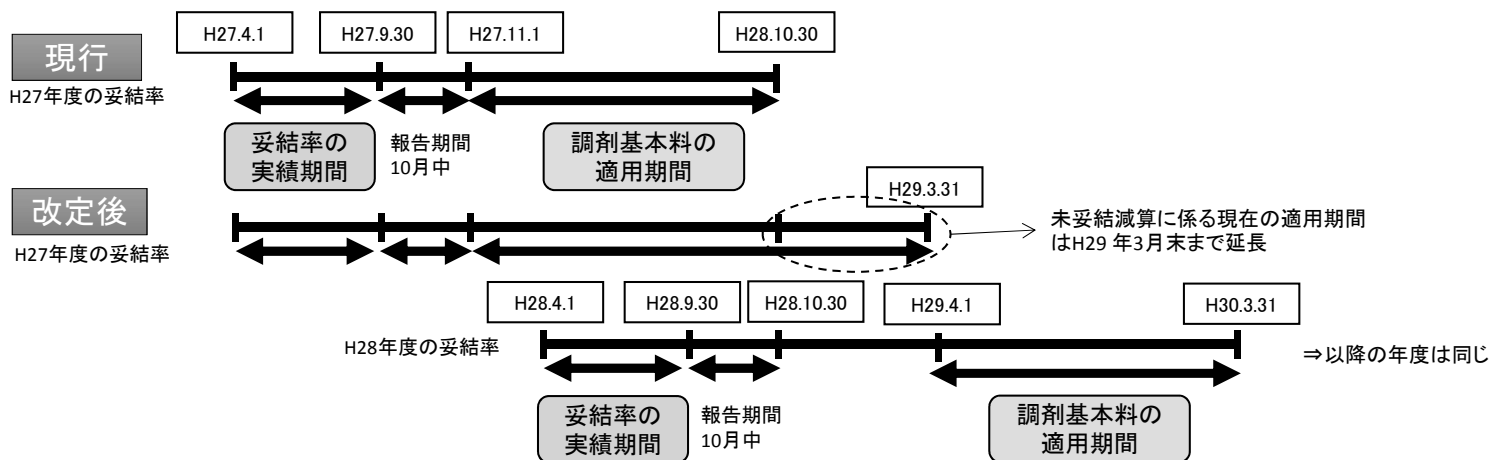 H27.4.1
H27.9.30
H27.11.1
H28.10.30
現行
H27年度の妥結率
妥結率の
実績期間
報告期間
10月中
調剤基本料の
適用期間
H29.3.31
改定後
H27年度の妥結率
未妥結減算に係る現在の適用期間
はH29 年3月末まで延長
H28.4.1
H28.9.30
H28.10.30
H29.4.1
H30.3.31
H28年度の妥結率
⇒以降の年度は同じ
妥結率の
実績期間
報告期間
10月中
調剤基本料の
適用期間